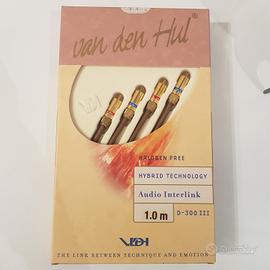 van den Hul
HALOGEN FREE
HYBRID TECHNOLOGY
Audio Interlink
1.0 m
D-300 III
VDH
THE LINK BETWEEN TECHNIQUE AND EMOTION